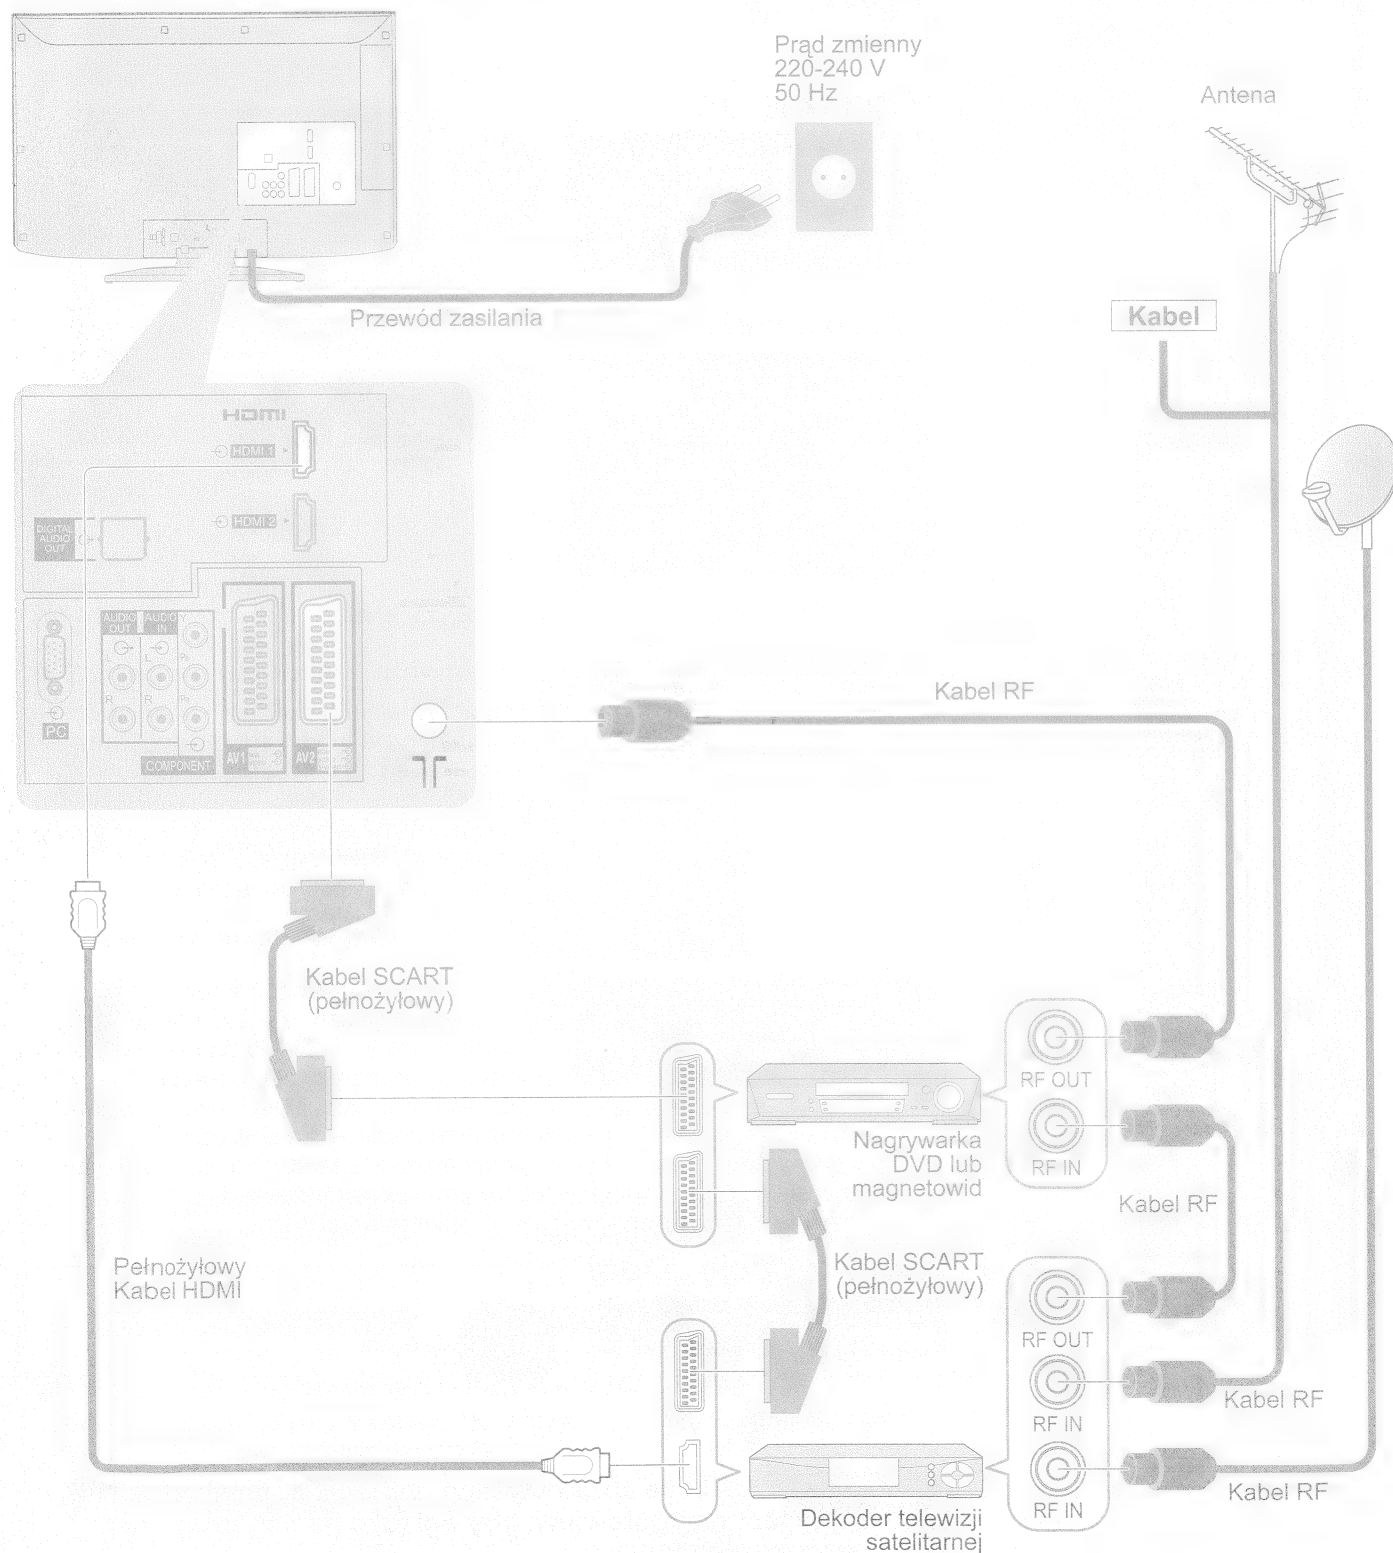 Prąd zmienny
220-240 V
50 Hz
Antena
Przewód zasilania
Kabel
HDMI
HDMI 1
HDMI 2
DIGITAL
AUDIO
OUT
AUDIO
OUT
AUDIO
IN
Y
L
L
PB
R
R
PC
COMPONENT
AV1
AV2
Kabel RF
Kabel SCART
(pełnożyłowy)
RF OUT
RF IN
Nagrywarka
DVD lub
magnetowid
Kabel RF
Pełnożyłowy
Kabel HDMI
Kabel SCART
(pełnożyłowy)
RF OUT
RF IN
Kabel RF
RF IN
Kabel RF
Dekoder telewizji
satelitarnej